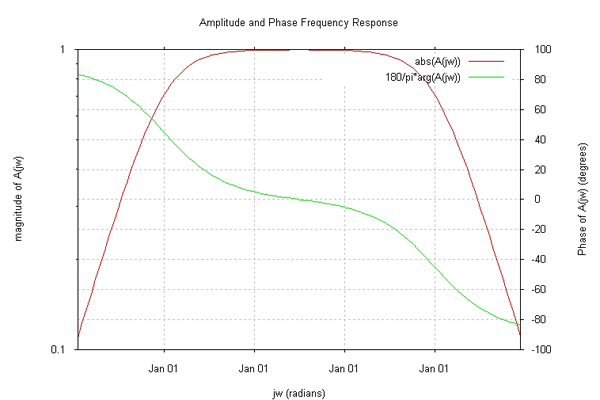 Amplitude and Phase Frequency Response
1
100
abs(A(jw))
180/pi*arg(A(jw))
80
60
40
20
0
-20
-40
-60
-80
0.1
-100
magnitude of A(jw)
Phase of A(jw) (degrees)
Jan 01 Jan 01 Jan 01 Jan 01
jw (radians)